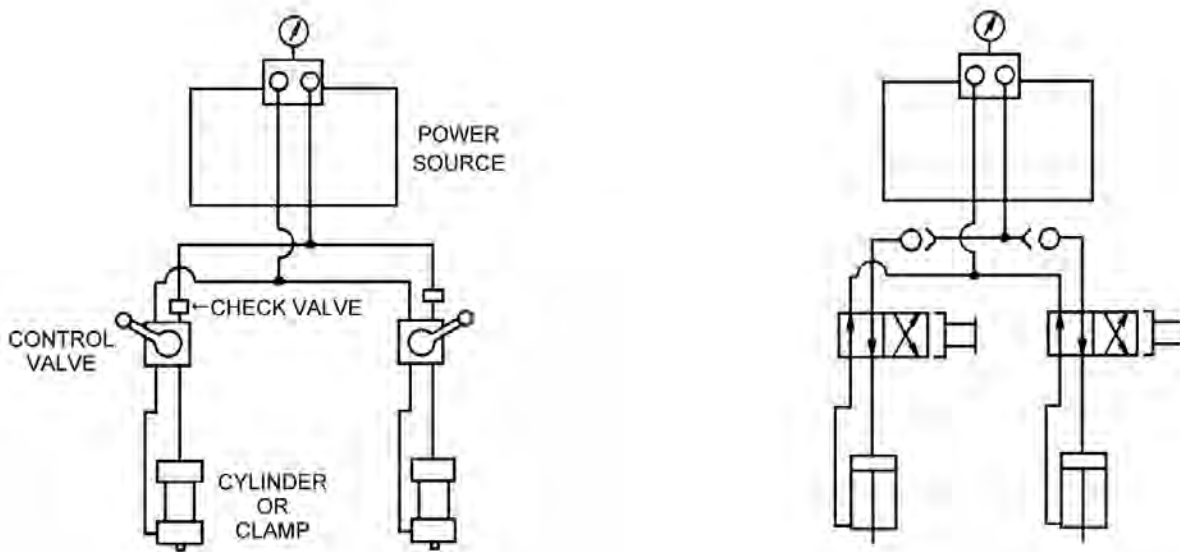 POWER
SOURCE
←CHECK VALVE
CONTROL
VALVE
CYLINDER
OR
CLAMP